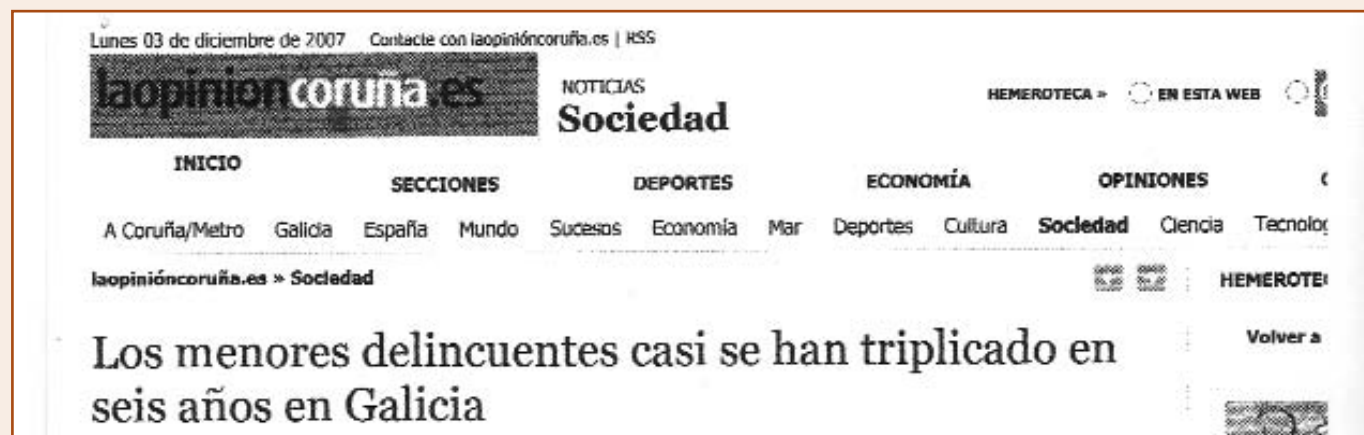 Lunes 03 de diciembre de 2007 Contacte con laopinióncoruña.es | RSS
laopinioncoruña.es
NOTICIAS
Sociedad
HEMEROTECA » EN ESTA WEB
INICIO
SECCIONES DEPORTES ECONOMÍA OPINIONES
A Coruña/Metro Galicia España Mundo Sucesos Economía Mar Deportes Cultura Sociedad Ciencia
laopinióncoruña.es » Sociedad
Volver a
Los menores delincuentes casi se han triplicado en
seis años en Galicia